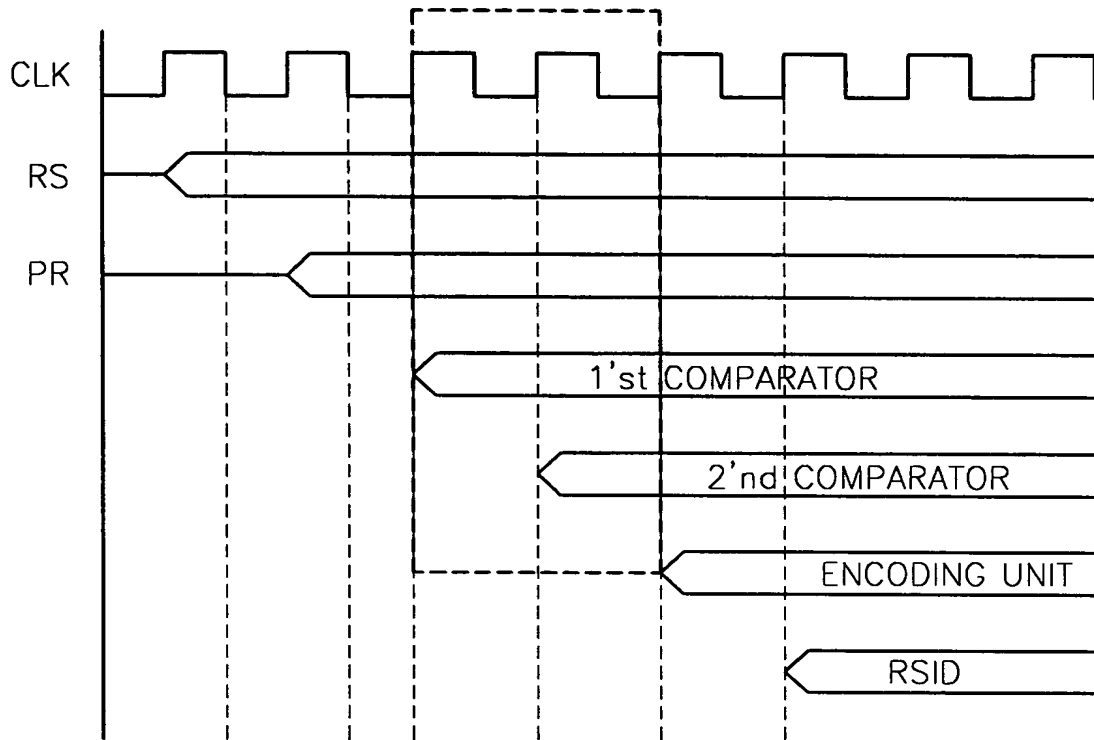 CLK
RS
PR
1'st COMPARATOR
2'nd COMPARATOR
ENCODING UNIT
RSID